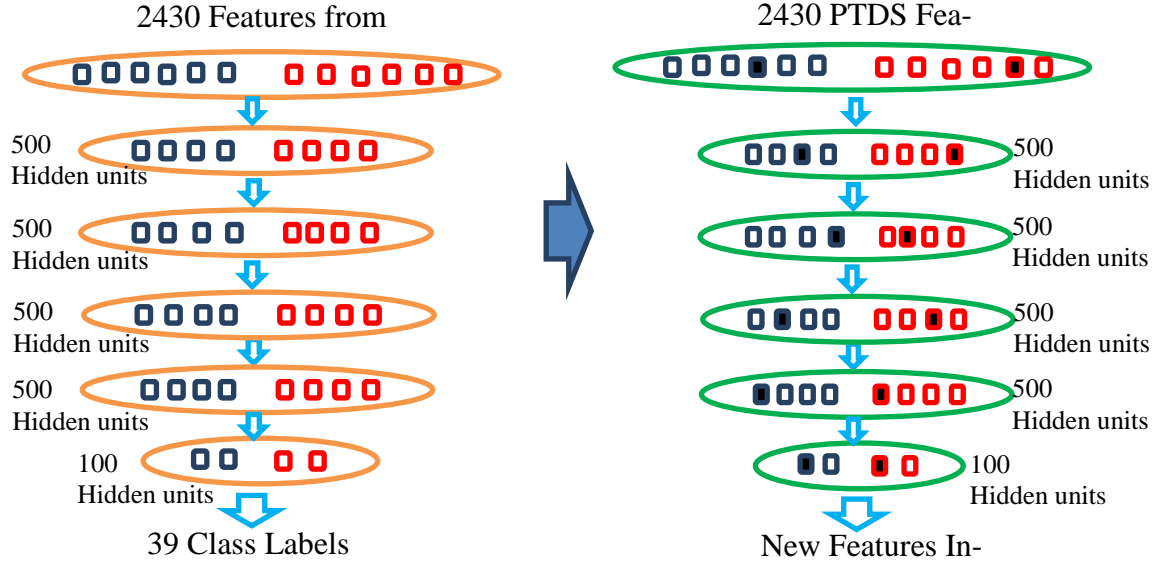 2430 Features from
500
Hidden units
500
Hidden units
500
Hidden units
500
Hidden units
100
Hidden units
39 Class Labels
2430 PTDS Fea-
500
Hidden units
500
Hidden units
500
Hidden units
500
Hidden units
100
Hidden units
New Features In-